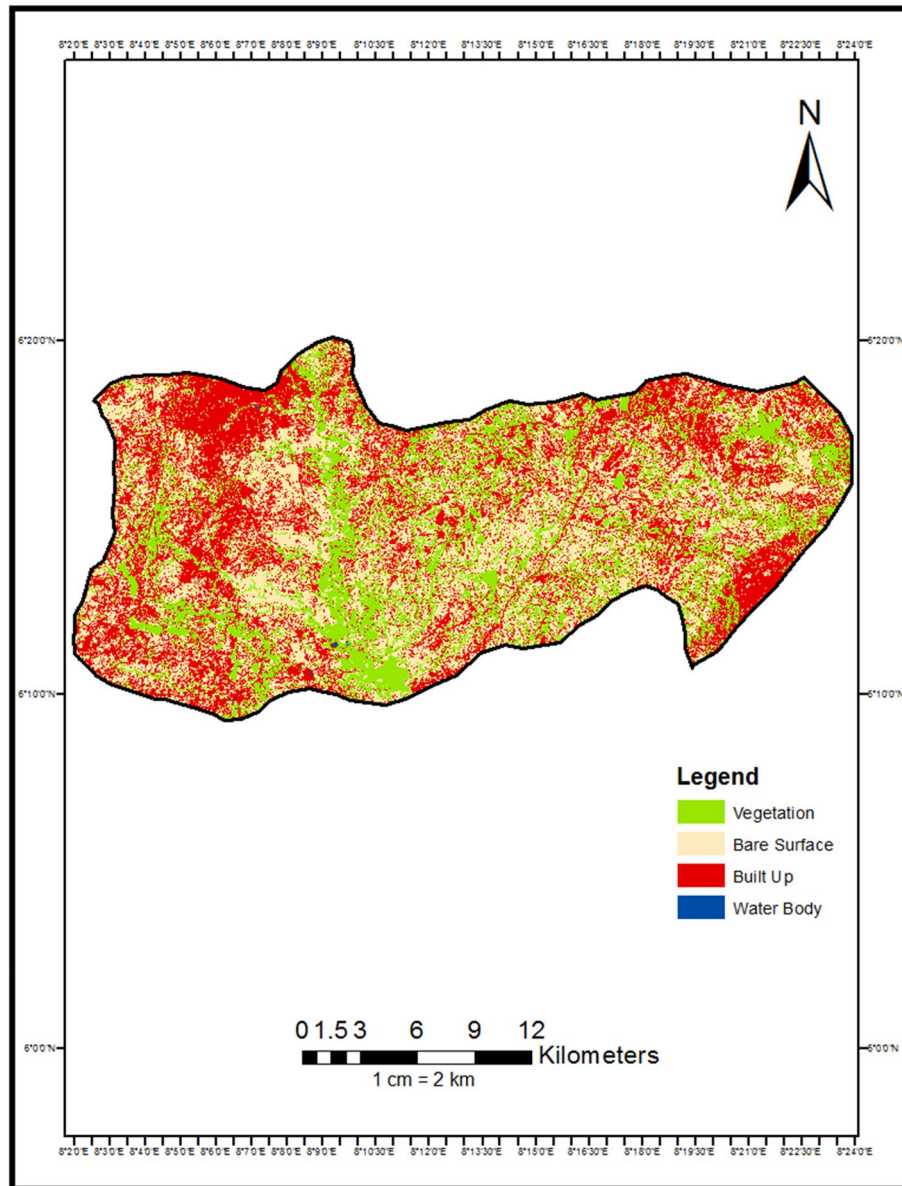 8°2'0"E 8°3'30"E 8°4'40"E 8°5'50"E 8°6'0"E 8°7'0"E 8°8'0"E 8°9'0"E 8°10'30"E 8°12'0"E 8°13'30"E 8°15'0"E 8°16'30"E 8°18'0"E 8°19'30"E 8°21'0"E 8°22'30"E 8°24'0"E
N
6°20'0"N 6°20'0"N
6°10'0"N 6°10'0"N
Legend
Vegetation
Bare Surface
Built Up
Water Body
0 1.5 3 6 9 12
Kilometers
1 cm = 2 km
6°0'0"N 6°0'0"N
8°2'0"E 8°3'30"E 8°4'40"E 8°5'50"E 8°6'0"E 8°7'0"E 8°8'0"E 8°9'0"E 8°10'30"E 8°12'0"E 8°13'30"E 8°15'0"E 8°16'30"E 8°18'0"E 8°19'30"E 8°21'0"E 8°22'30"E 8°24'0"E